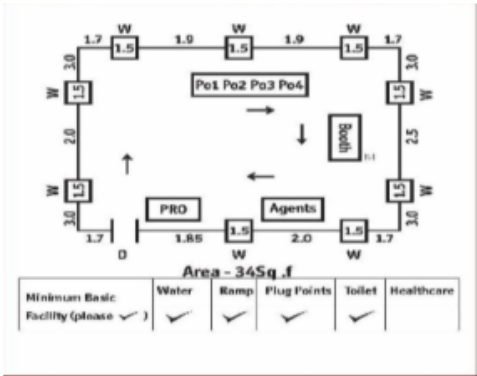 W W W
1.7 1.5 1.9 1.5 1.9 1.5 1.7
3.0 3.0
W 1.5 Po1 Po2 Po3 Po4 1.5 W
2.0 Booth 2.5
W 1.5 1.5 W
3.0 PRO Agents 3.0
1.7 1.85 1.5 2.0 1.5 1.7
D W W
Area - 34Sq .f
Minimum Basic Water Ramp Plug Points Toilet Healthcare
Facility (please ✓ ) ✓ ✓ ✓ ✓